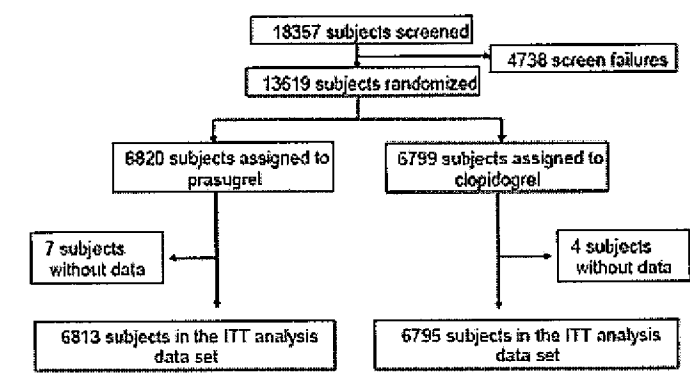 18357 subjects screened
4738 screen failures
13619 subjects randomized
6820 subjects assigned to
prasugrel
6799 subjects assigned to
clopidogrel
7 subjects
without data
4 subjects
without data
6813 subjects in the ITT analysis
data set
6795 subjects in the ITT analysis
data set